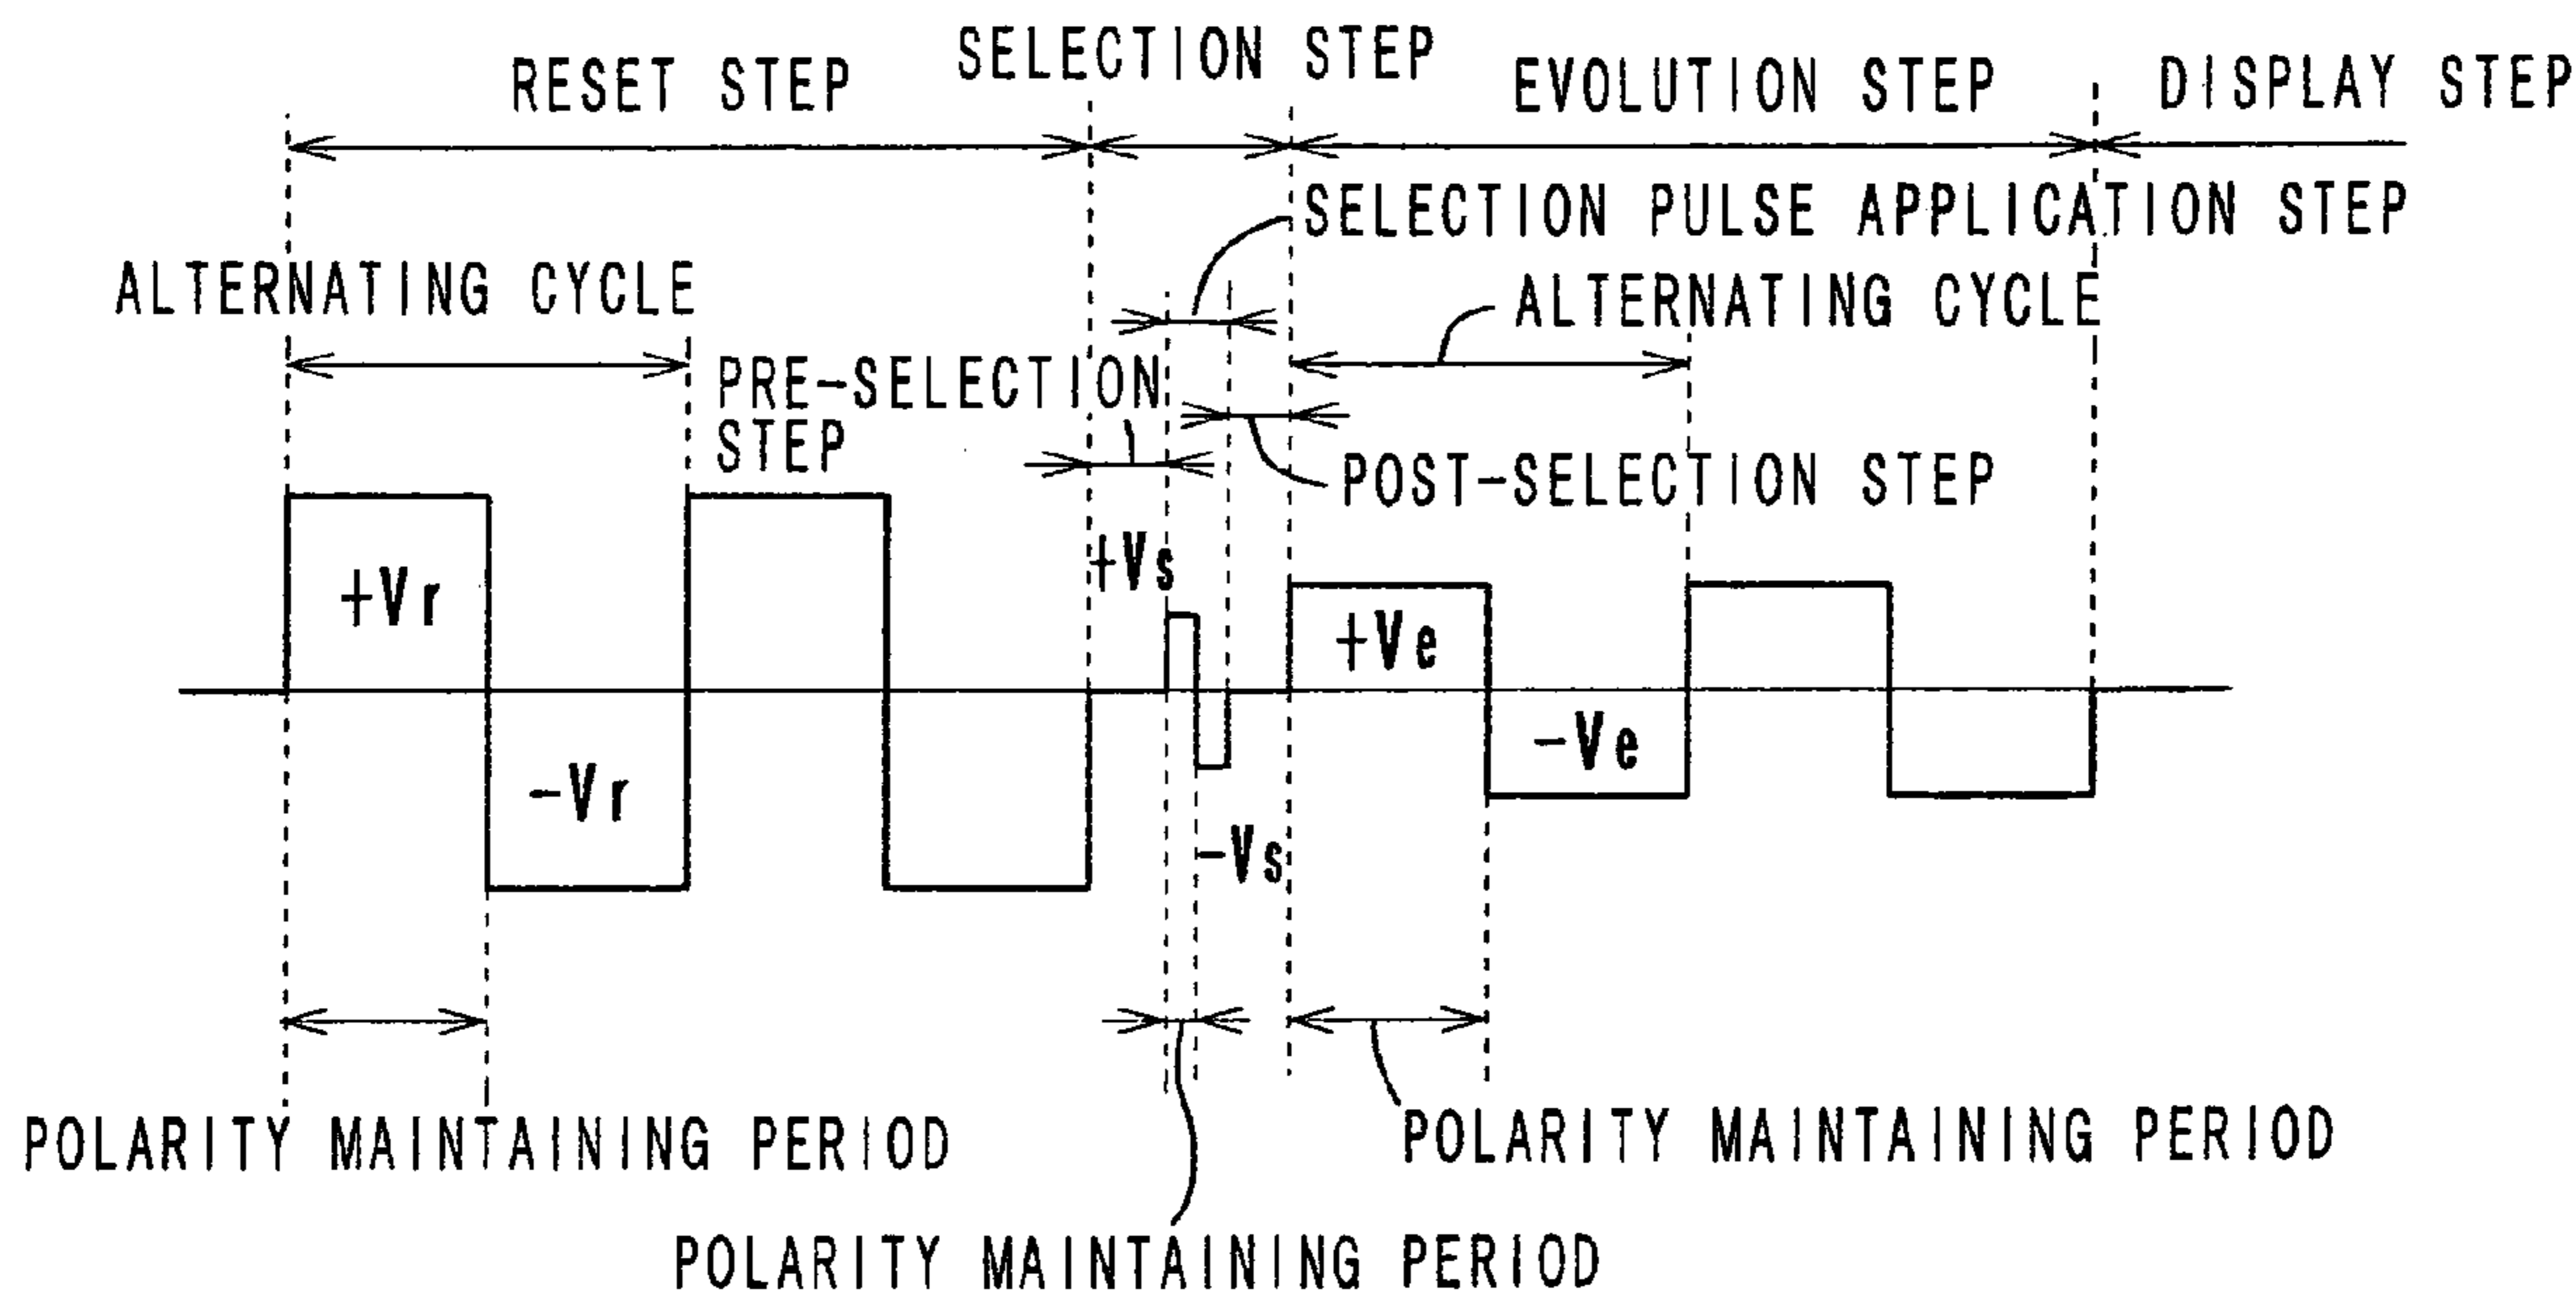 RESET STEP
SELECTION STEP
EVOLUTION STEP
DISPLAY STEP
SELECTION PULSE APPLICATION STEP
ALTERNATING CYCLE
ALTERNATING CYCLE
PRE-SELECTION
STEP
POST-SELECTION STEP
+Vs
+Vr
+Ve
-Ve
-Vr
-Vs
POLARITY MAINTAINING PERIOD
POLARITY MAINTAINING PERIOD
POLARITY MAINTAINING PERIOD